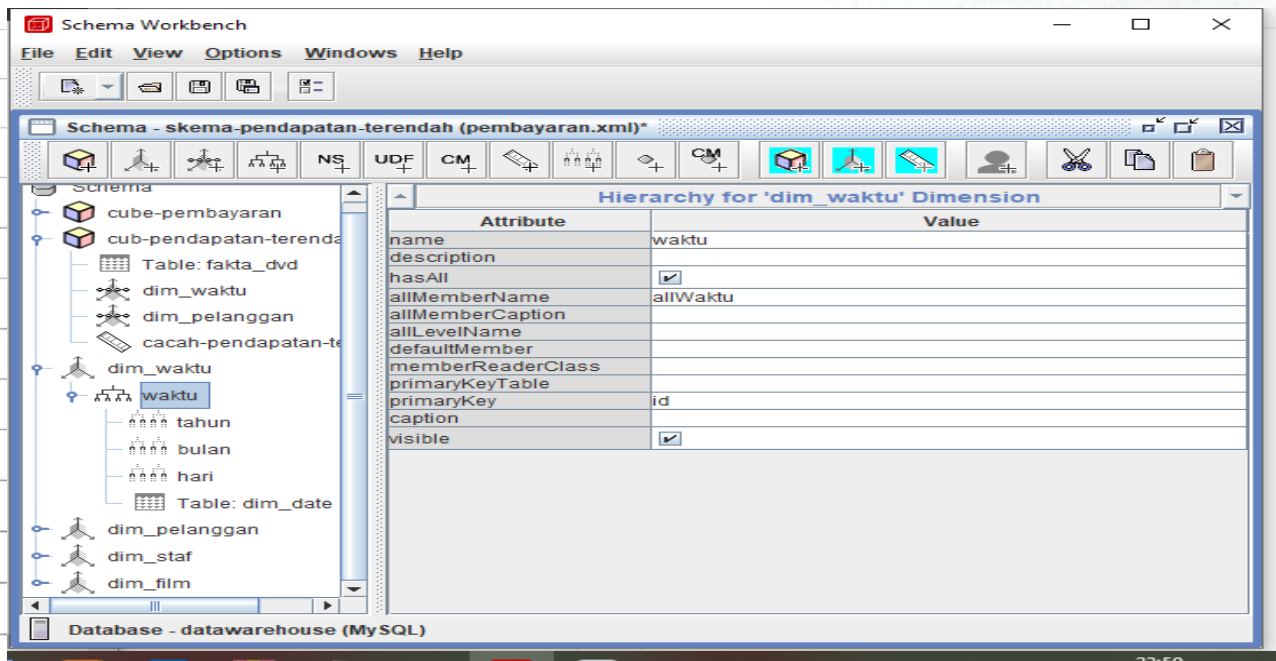 Schema Workbench
File Edit View Options Windows Help
Schema - skema-pendapatan-terendah (pembayaran.xml)*
NS UDF CM CM
Schema
cube-pembayaran
cub-pendapatan-terenda
Table: fakta_dvd
dim_waktu
dim_pelanggan
cacah-pendapatan-te
dim_waktu
waktu
tahun
bulan
hari
Table: dim_date
dim_pelanggan
dim_staf
dim_film
Hierarchy for 'dim_waktu' Dimension
Attribute Value
name waktu
description
hasAll
allMemberName allWaktu
allMemberCaption
allLevelName
defaultMember
memberReaderClass
primaryKeyTable
primaryKey id
caption
visible
Database - datawarehouse (MySQL)